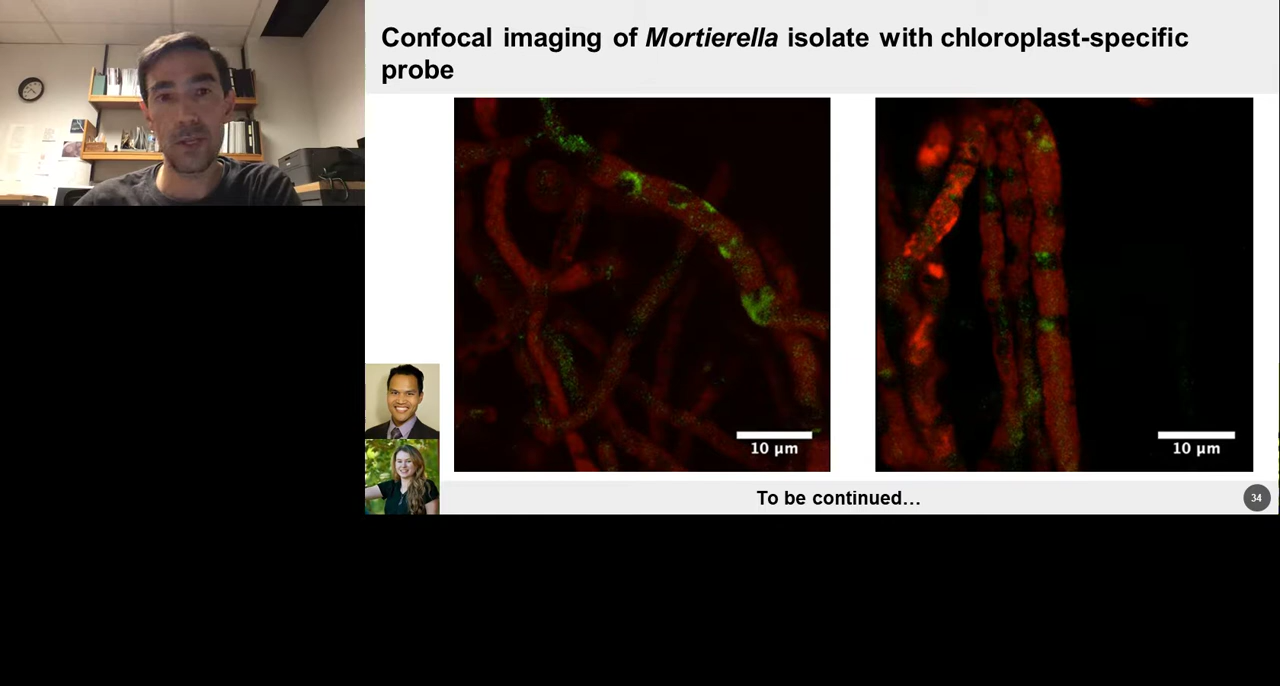 Confocal imaging of Mortierella isolate with chloroplast-specific
probe
10 µm
10 µm
To be continued…
34